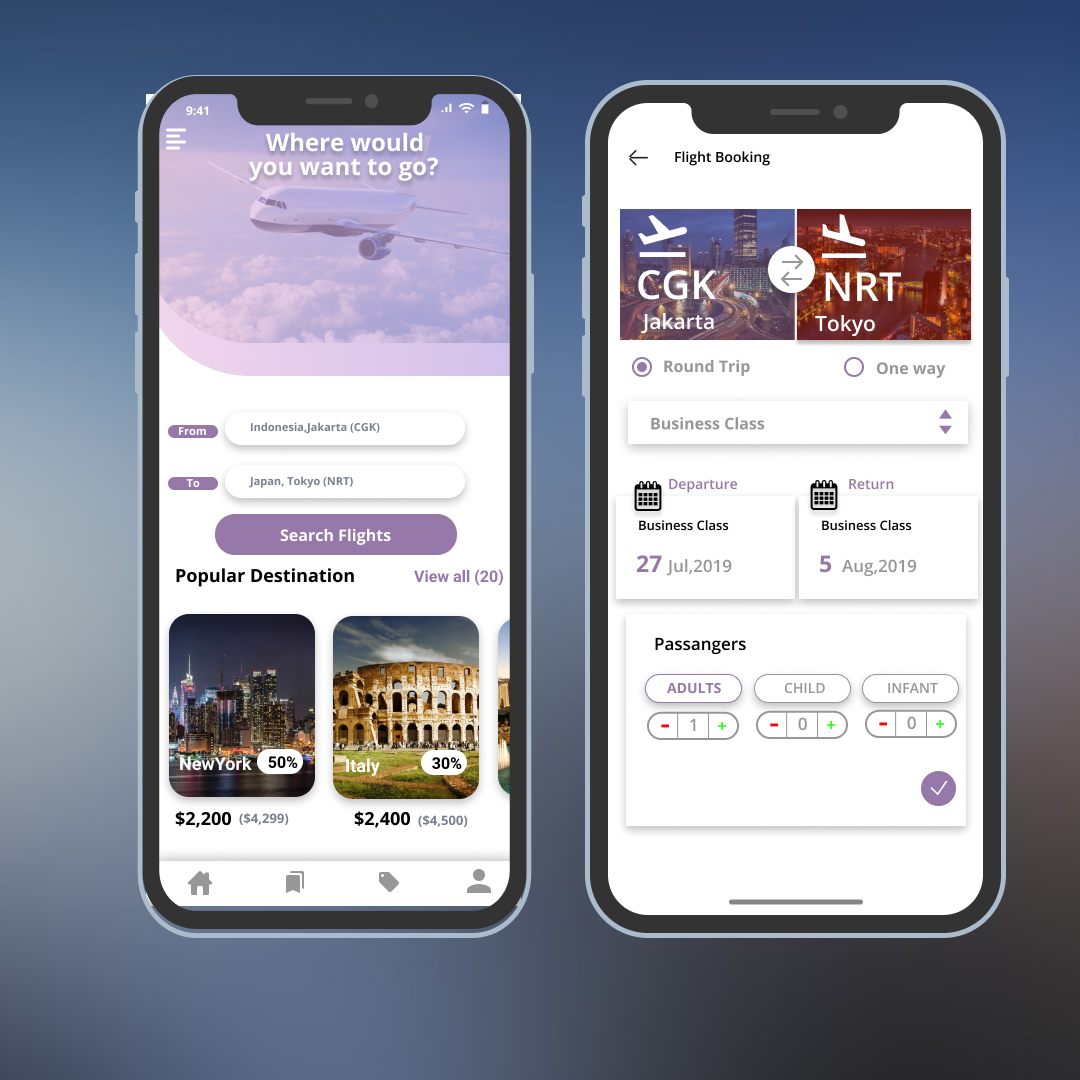 9:41
Where would
you want to go?
From
Indonesia,Jakarta (CGK)
To
Japan, Tokyo (NRT)
Search Flights
Popular Destination
View all (20)
NewYork
50%
Italy
30%
$2,200 ($4,299)
$2,400 ($4,500)
Flight Booking
CGK
Jakarta
NRT
Tokyo
Round Trip
One way
Business Class
Departure
Business Class
27 Jul,2019
Return
Business Class
5 Aug,2019
Passangers
ADULTS
CHILD
INFANT
- 1 +
- 0 +
- 0 +